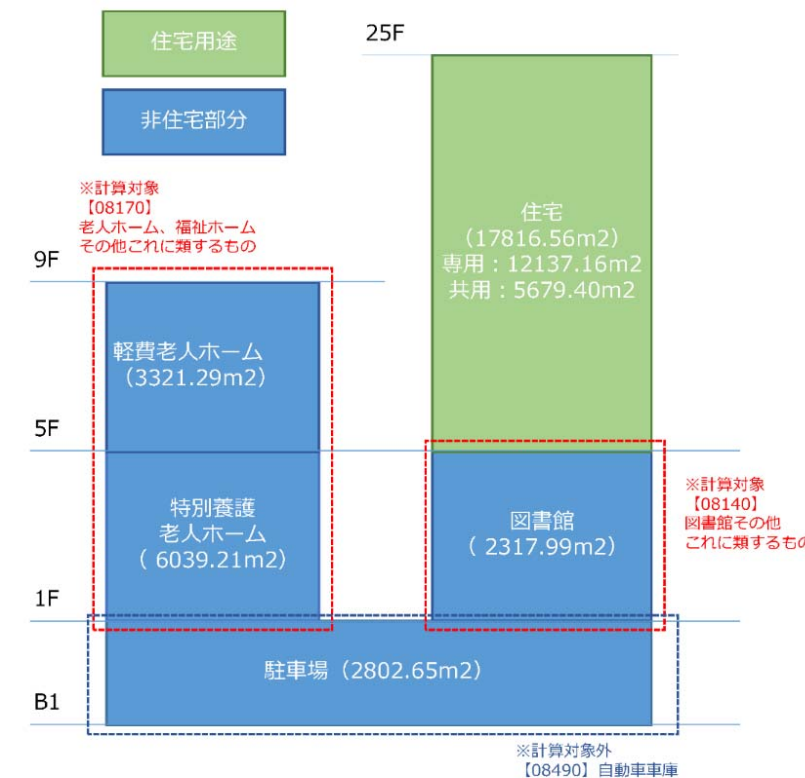 住宅用途
非住宅部分
25F
※計算対象
【08170】
老人ホーム、福祉ホーム
その他これに類するもの
9F
住宅
（17816.56m2）
専用：12137.16m2
共用：5679.40m2
軽費老人ホーム
（3321.29m2）
5F
特別養護
老人ホーム
（ 6039.21m2）
図書館
（ 2317.99m2）
※計算対象
【08140】
図書館その他
これに類するもの
1F
駐車場（2802.65m2）
B1
※計算対象外
【08490】自動車車庫